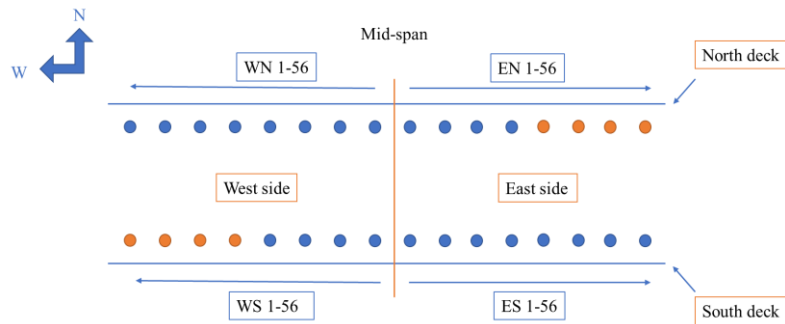 N
W
Mid-span
WN 1-56
EN 1-56
North deck
West side
East side
WS 1-56
ES 1-56
South deck